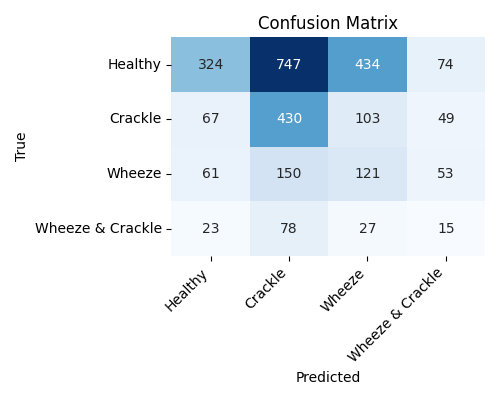 Confusion Matrix
True
Healthy 324 747 434 74
Crackle 67 430 103 49
Wheeze 61 150 121 53
Wheeze & Crackle 23 78 27 15
Healthy Crackle Wheeze Wheeze & Crackle
Predicted